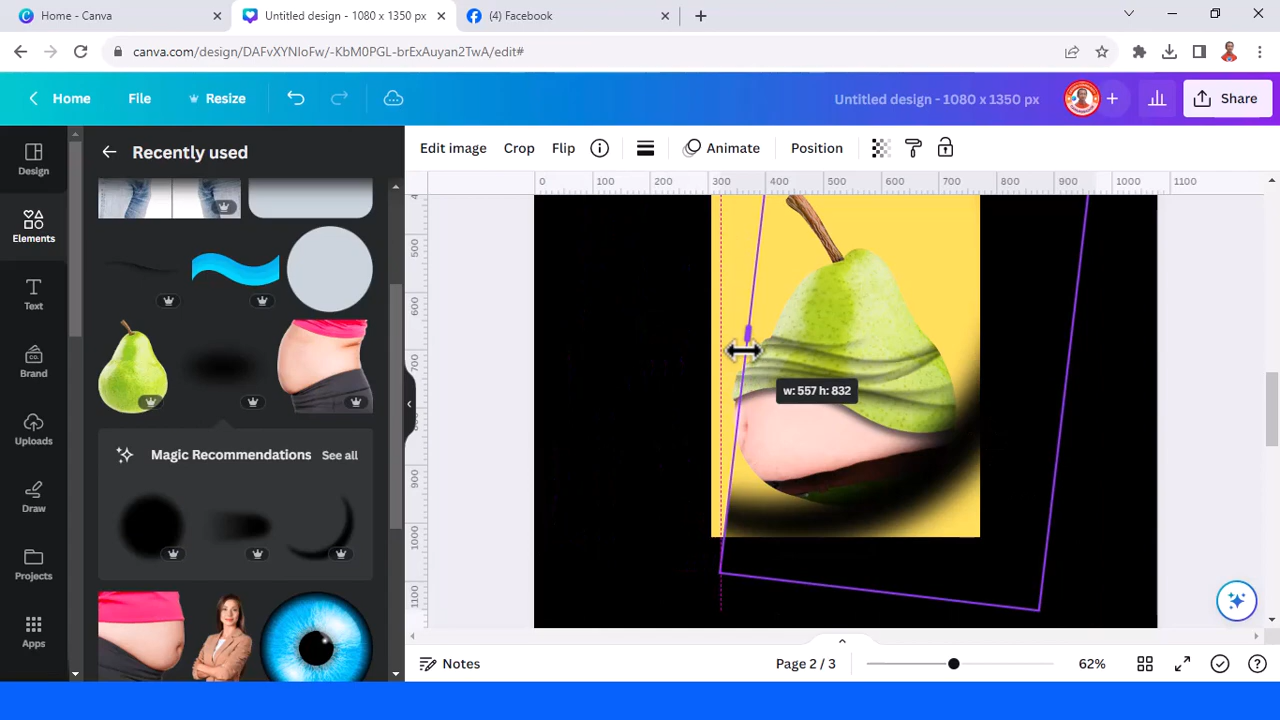 Home - Canva
Untitled design - 1080 x 1350 px
(4) Facebook
canva.com/design/DAFvXYNIoFw/-KbM0PGL-brExAuyan2TwA/edit#
Home
File
Resize
Untitled design - 1080 x 1350 px
Share
Design
Elements
Text
Brand
Uploads
Draw
Projects
Apps
Recently used
Magic Recommendations
See all
Edit image
Crop
Flip
Animate
Position
0 100 200 300 400 500 600 700 800 900 1000 1100
4
500
600
700
800
900
1000
1100
w: 557 h: 832
Notes
Page 2 / 3
62%